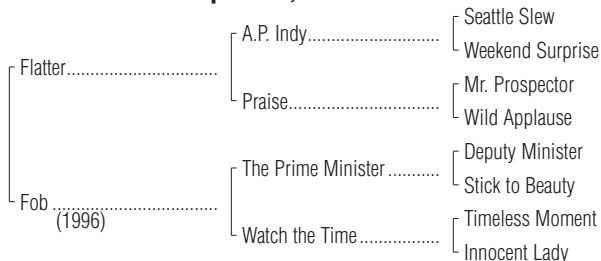 Seattle Slew
A.P. Indy
Weekend Surprise
Flatter
Mr. Prospector
Praise
Wild Applause
Deputy Minister
The Prime Minister
Stick to Beauty
Fob
(1996)
Timeless Moment
Watch the Time
Innocent Lady